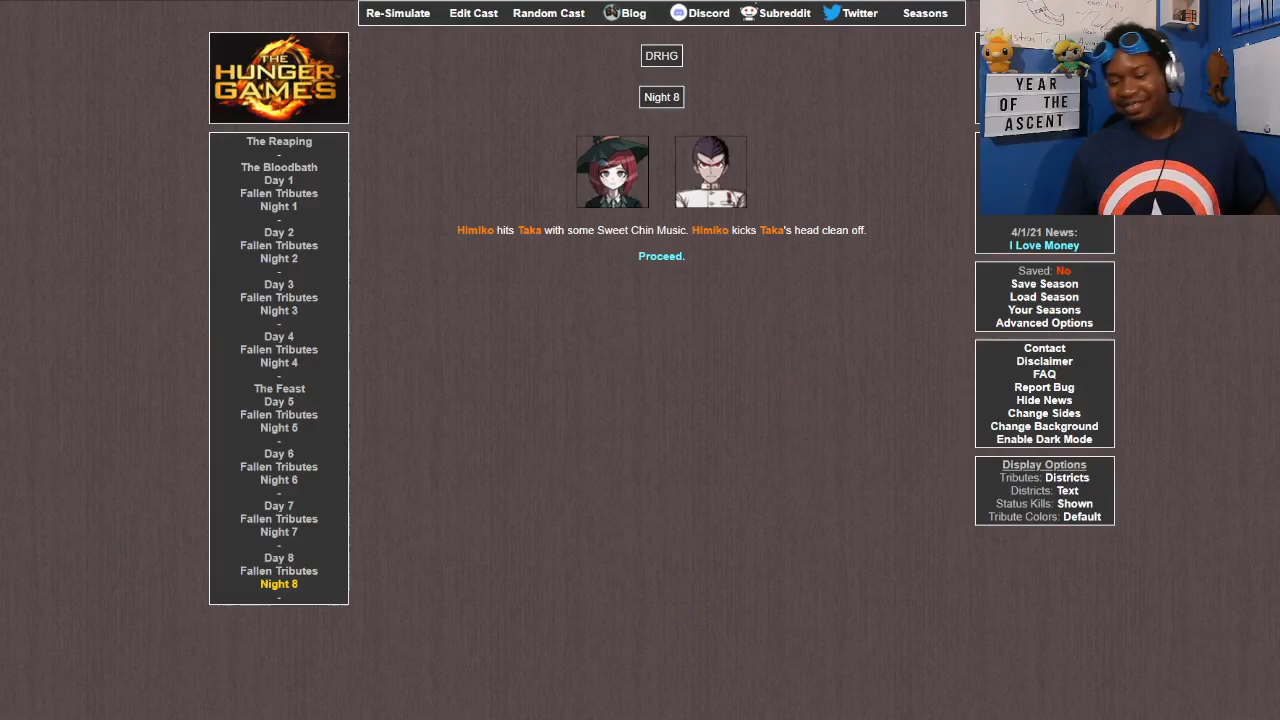 Re-Simulate Edit Cast Random Cast Blog Discord Subreddit Twitter Seasons
THE
HUNGER
GAMES
The Reaping
-
The Bloodbath
Day 1
Fallen Tributes
Night 1
-
Day 2
Fallen Tributes
Night 2
-
Day 3
Fallen Tributes
Night 3
-
Day 4
Fallen Tributes
Night 4
-
The Feast
Day 5
Fallen Tributes
Night 5
-
Day 6
Fallen Tributes
Night 6
-
Day 7
Fallen Tributes
Night 7
-
Day 8
Fallen Tributes
Night 8
-
DRHG
Night 8
Himiko hits Taka with some Sweet Chin Music. Himiko kicks Taka's head clean off.
Proceed.
YEAR
OF THE
ASCENT
4/1/21 News:
I Love Money
Saved: No
Save Season
Load Season
Your Seasons
Advanced Options
Contact
Disclaimer
FAQ
Report Bug
Hide News
Change Sides
Change Background
Enable Dark Mode
Display Options
Tributes: Districts
Districts: Text
Status Kills: Shown
Tribute Colors: Default